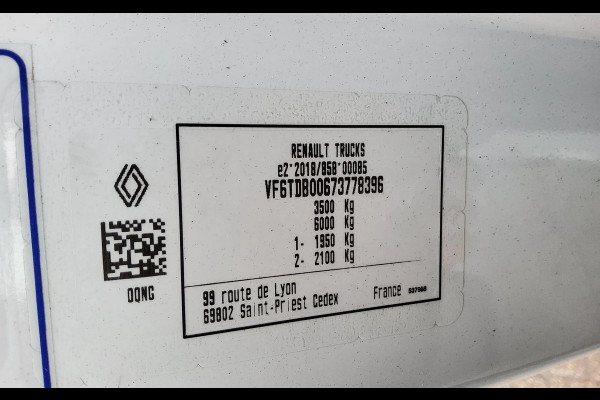 RENAULT TRUCKS
e2*2018/858*00085
VF6TDB00673778396
3500 Kg
6000 Kg
1- 1950 Kg
2- 2100 Kg
99 route de Lyon
69802 Saint-Priest Cedex France
OQNG